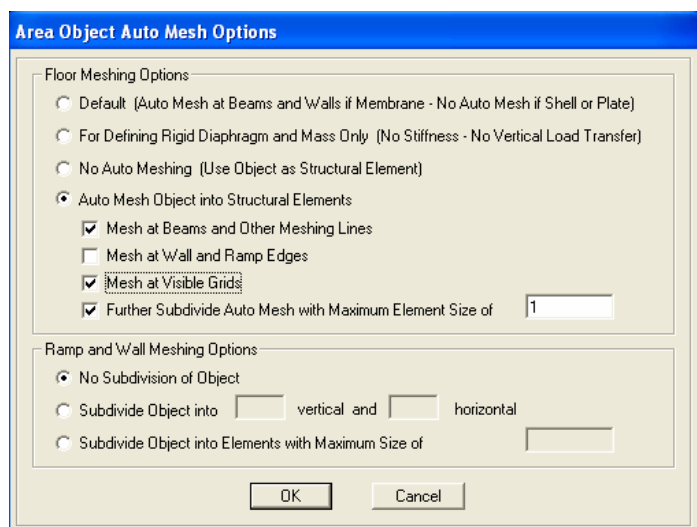 Area Object Auto Mesh Options
Floor Meshing Options
Default (Auto Mesh at Beams and Walls if Membrane - No Auto Mesh if Shell or Plate)
For Defining Rigid Diaphragm and Mass Only (No Stiffness - No Vertical Load Transfer)
No Auto Meshing (Use Object as Structural Element)
Auto Mesh Object into Structural Elements
Mesh at Beams and Other Meshing Lines
Mesh at Wall and Ramp Edges
Mesh at Visible Grids
Further Subdivide Auto Mesh with Maximum Element Size of 1
Ramp and Wall Meshing Options
No Subdivision of Object
Subdivide Object into vertical and horizontal
Subdivide Object into Elements with Maximum Size of
OK Cancel